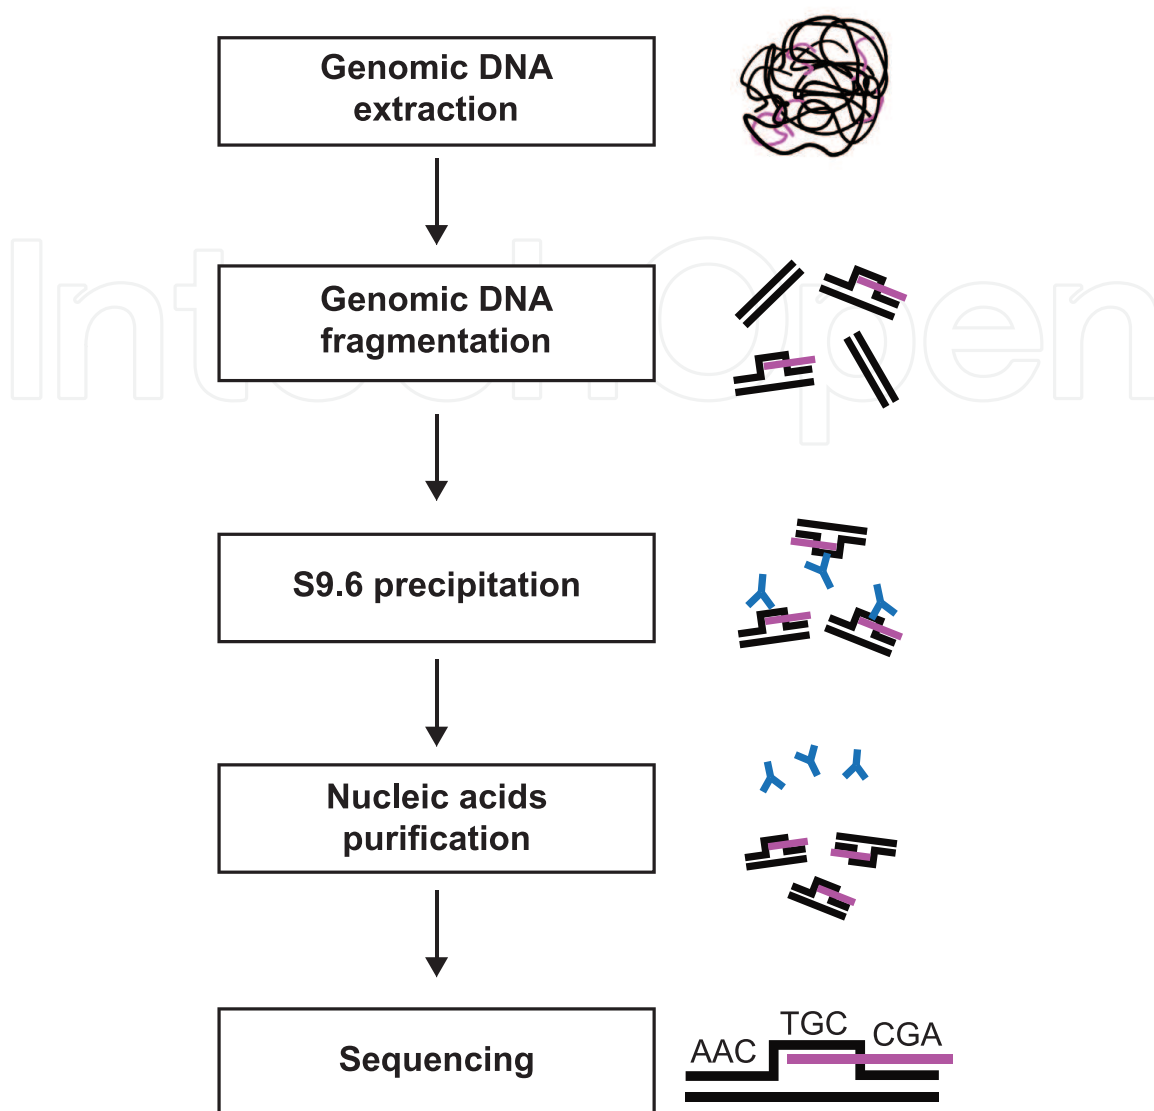 Genomic DNA
extraction
IntechOpen
Genomic DNA
fragmentation
S9.6 precipitation
Nucleic acids
purification
Sequencing
AAC
TGC
CGA